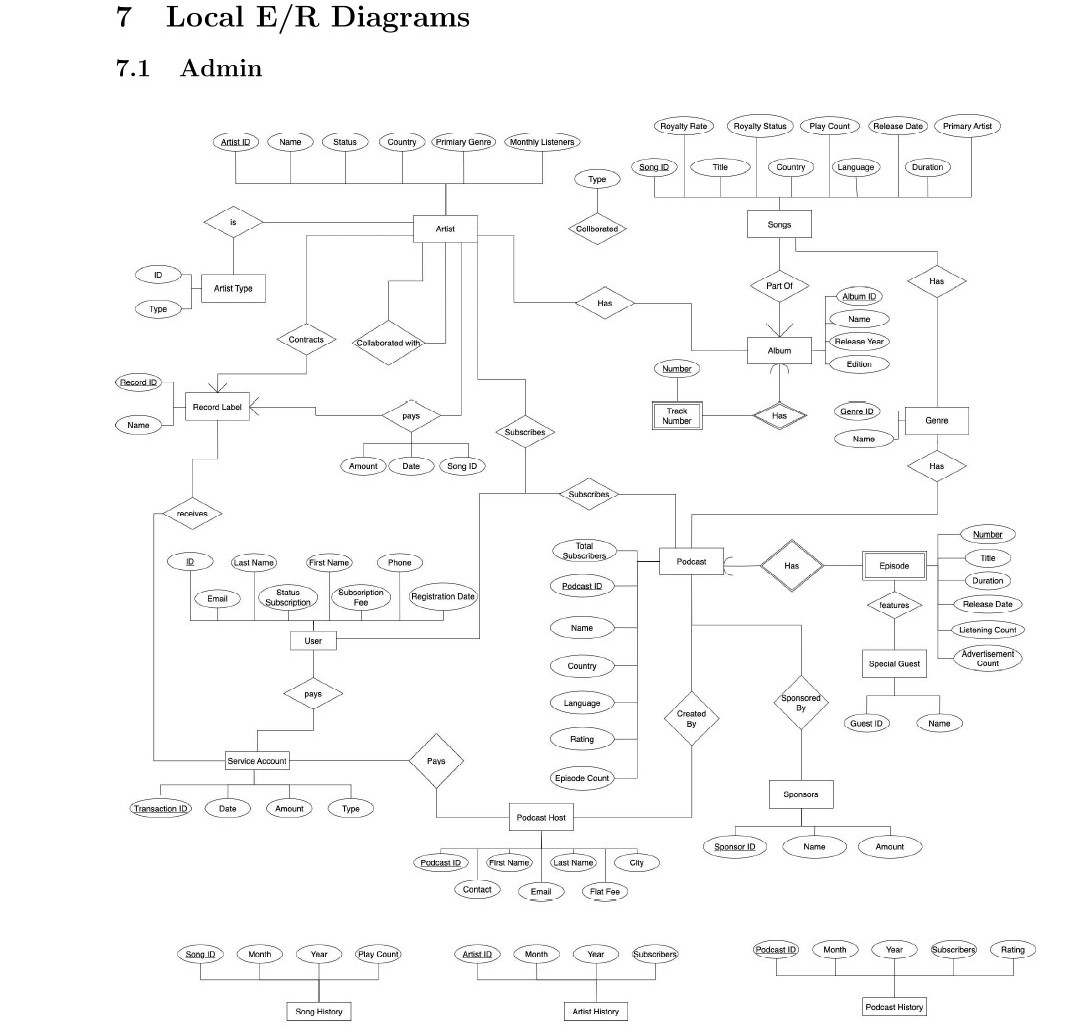 7 Local E/R Diagrams
7.1 Admin
Artist ID
Name
Status
Country
Primiary Genre
Monthly Listeners
Royalty Rate
Royalty Status
Play Count
Release Date
Primary Artist
Song ID
Title
Country
Language
Duration
Type
Collborated
is
Artist
Songs
ID
Type
Artist Type
Part Of
Has
Has
Album ID
Name
Release Year
Edition
Album
Contracts
Collaborated with
Number
Track
Number
Has
Record ID
Name
Record Label
pays
Amount
Date
Song ID
Subscribes
Genre ID
Name
Genre
Has
Subscribes
receives
Total
Subscribers
Podcast ID
Name
Country
Language
Rating
Episode Count
Podcast
Has
Episode
Number
Title
Duration
Release Date
Listening Count
Advertisement
Count
features
Special Guest
Guest ID
Name
ID
Last Name
First Name
Phone
Email
Status
Subscription
Subscription
Fee
Registration Date
User
pays
Created
By
Sponsored
By
Service Account
Pays
Transaction ID
Date
Amount
Type
Podcast Host
Podcast ID
First Name
Last Name
City
Contact
Email
Flat Fee
Sponsors
Sponsor ID
Name
Amount
Song ID
Month
Year
Play Count
Song History
Artist ID
Month
Year
Subscribers
Artist History
Podcast ID
Month
Year
Subscribers
Rating
Podcast History